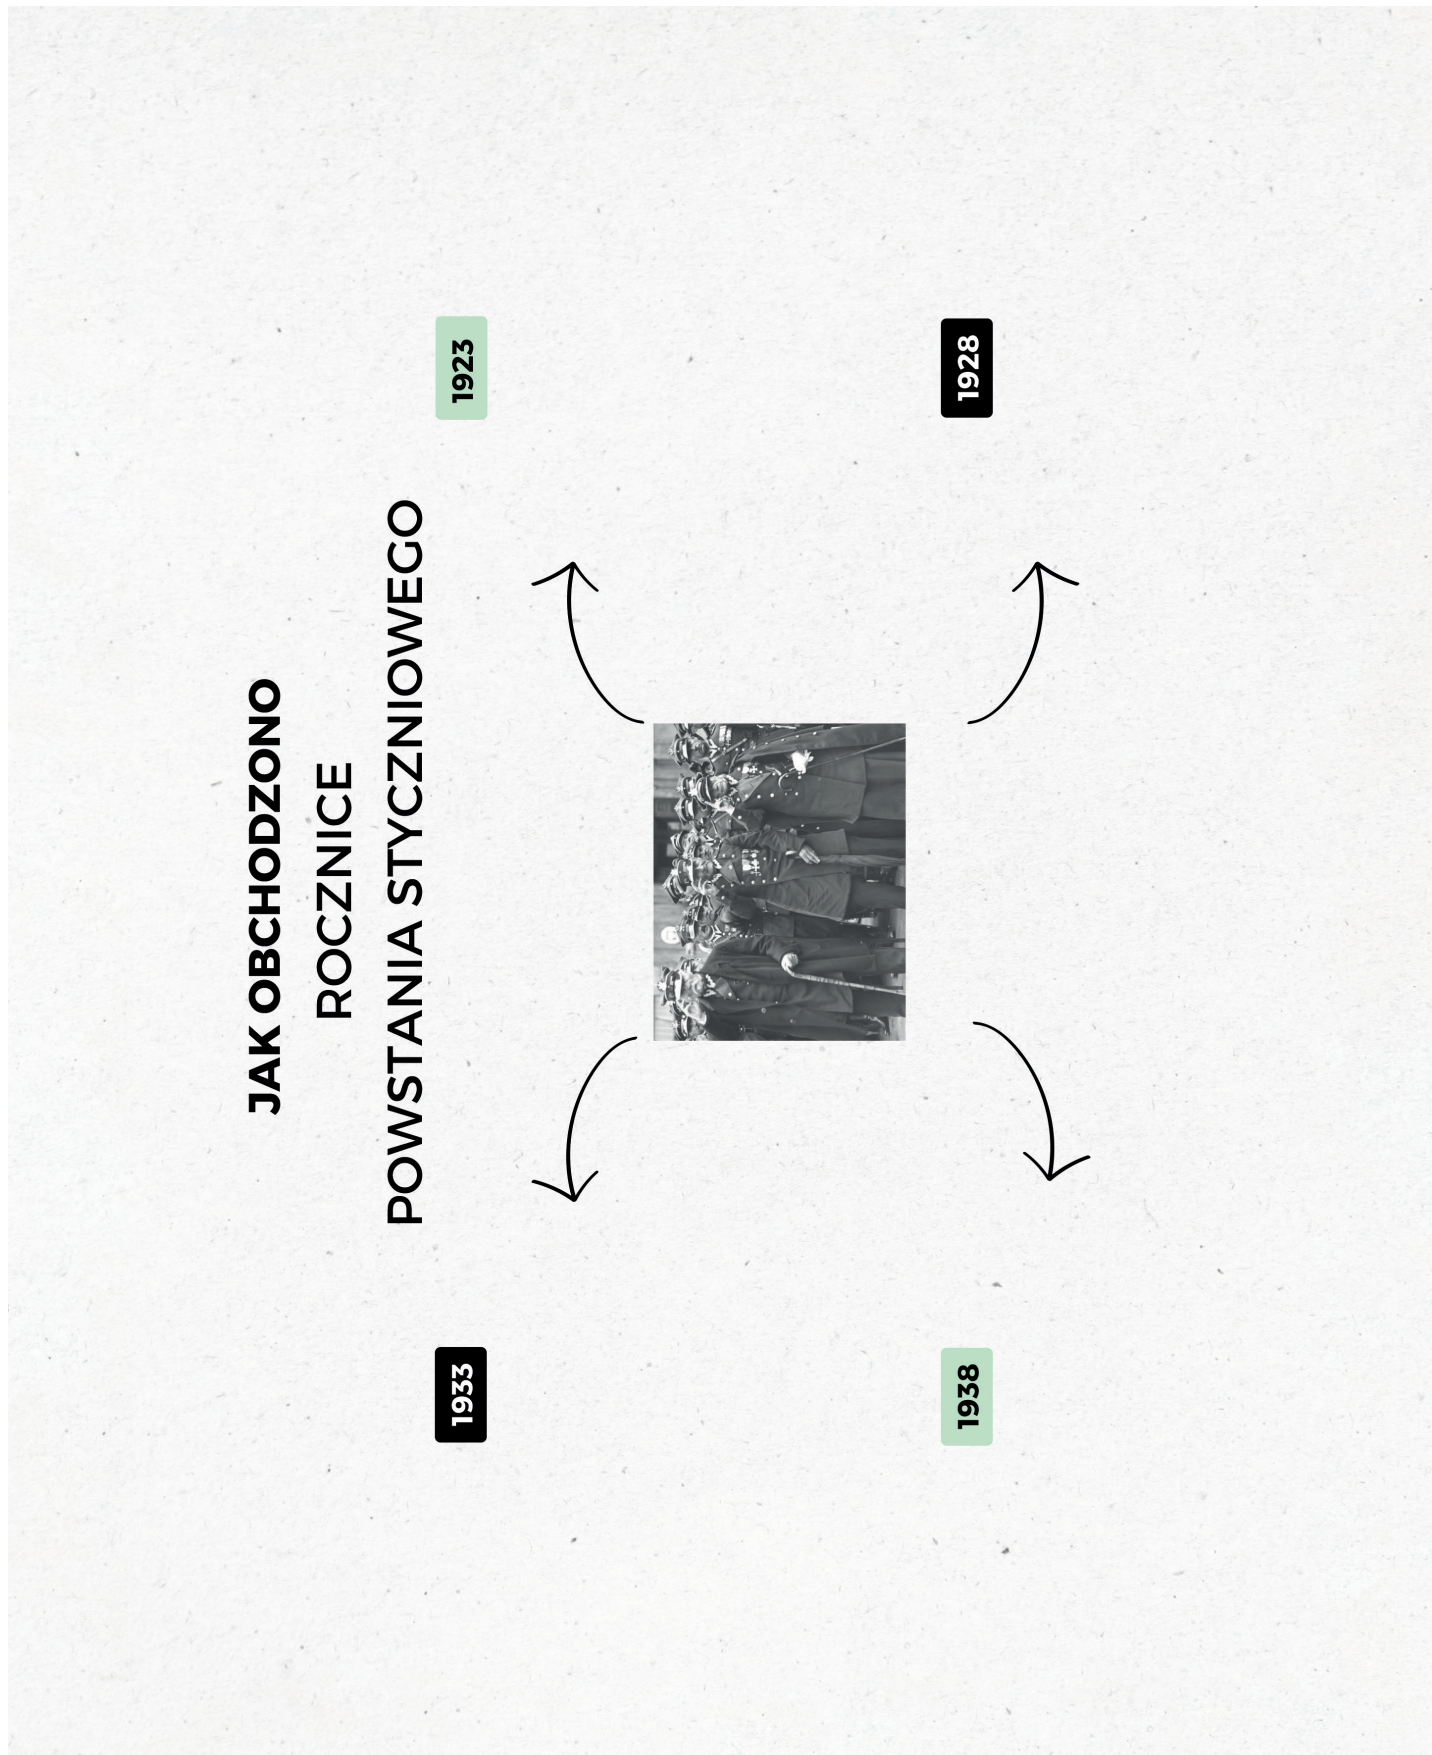 JAK OBCHODZONO
ROCZNICE
POWSTANIA STYCZNIOWEGO
1933
1923
1938
1928